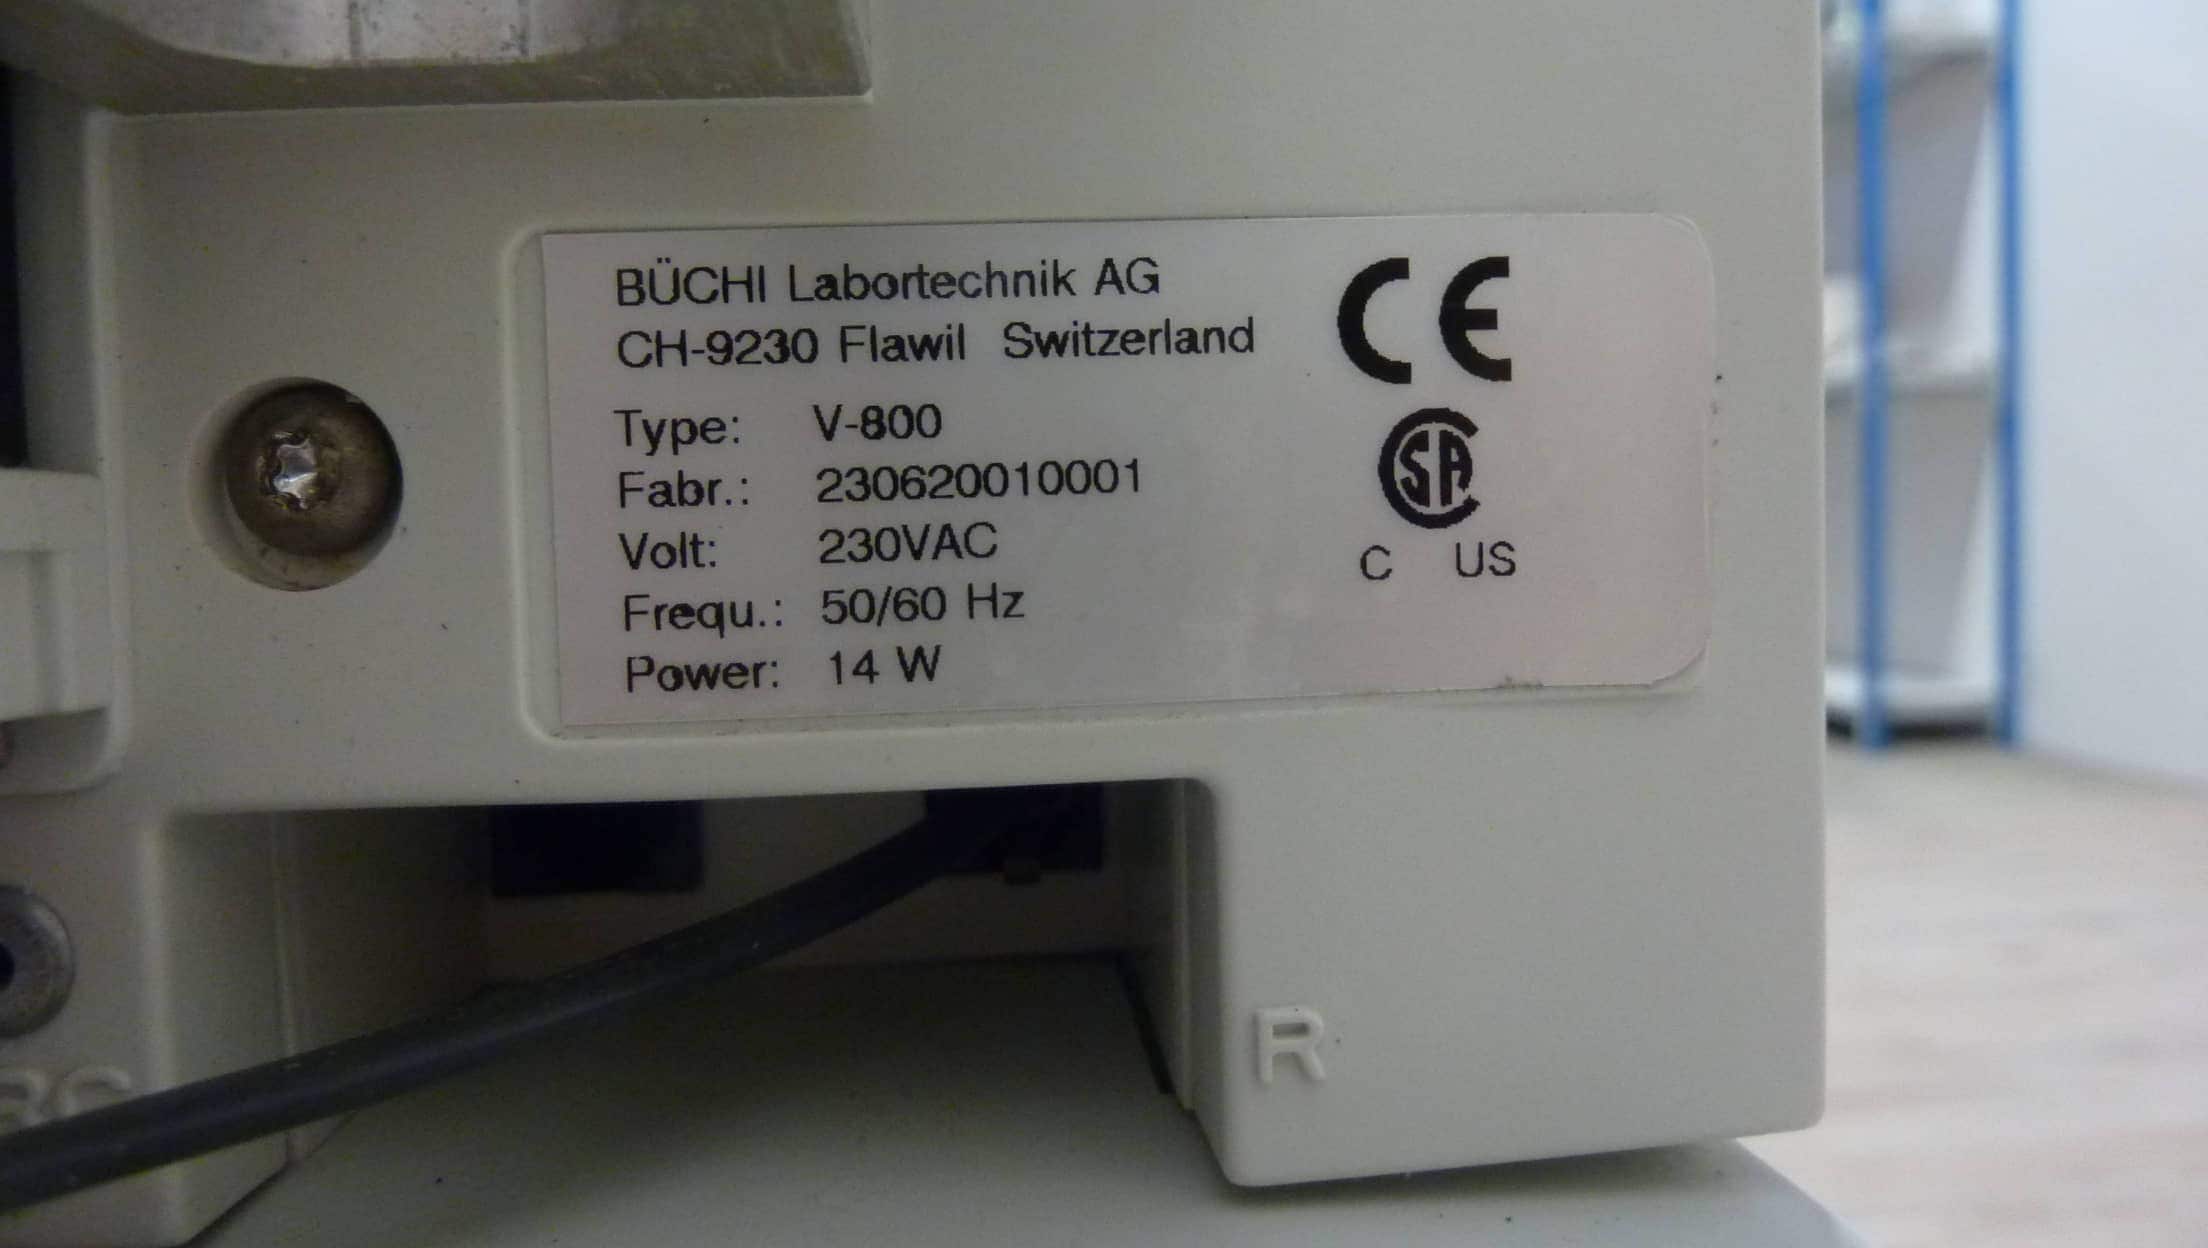 BÜCHI Labortechnik AG
CH-9230 Flawil Switzerland
Type: V-800
Fabr.: 230620010001
Volt: 230VAC
Frequ.: 50/60 Hz
Power: 14 W
CE
CSA
C US
R